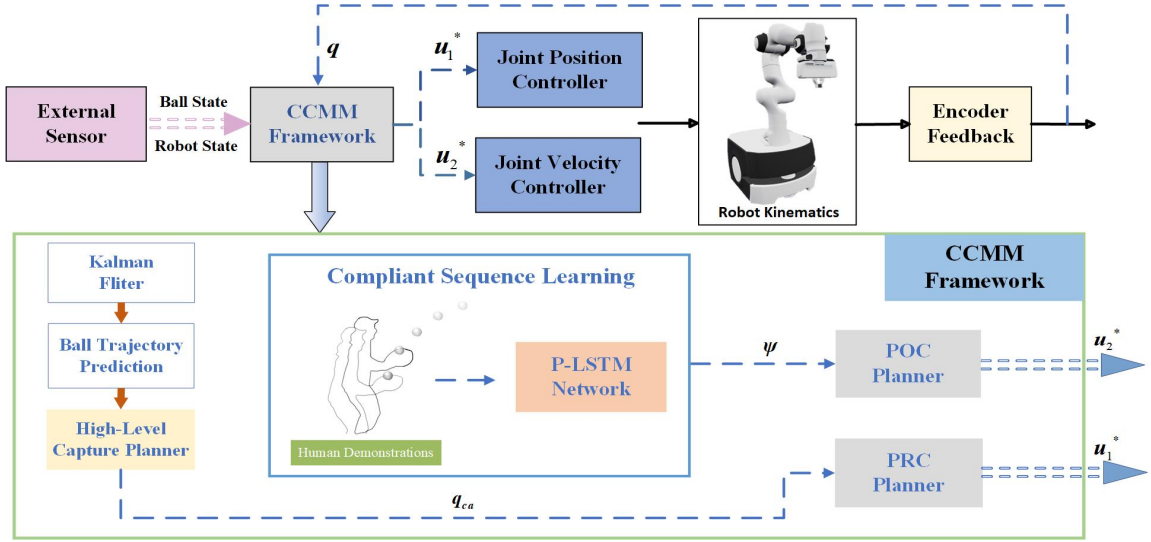 q
u₁*
Joint Position
Controller
External
Sensor
Ball State
Robot State
CCMM
Framework
u₂*
Joint Velocity
Controller
Robot Kinematics
Encoder
Feedback
CCMM
Framework
Kalman
Fliter
Ball Trajectory
Prediction
High-Level
Capture Planner
Compliant Sequence Learning
Human Demonstrations
P-LSTM
Network
ψ
POC
Planner
u₂*
PRC
Planner
u₁*
q_ca